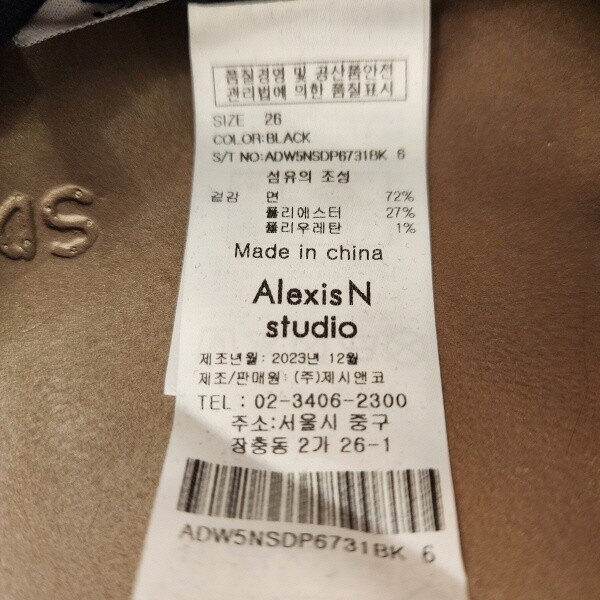 품질경영 및 공산품안전
관리법에 의한 품질표시
SIZE 26
COLOR:BLACK
S/T NO:ADW5NSDP6731BK 6
섬유의 조성
겉감 면 72%
폴리에스터 27%
폴리우레탄 1%
Made in china
AlexisN
studio
제조년월: 2023년 12월
제조/판매원: (주)제시앤코
TEL : 02-3406-2300
주소:서울시 중구
장충동 2가 26-1
ADW5NSDP6731BK 6